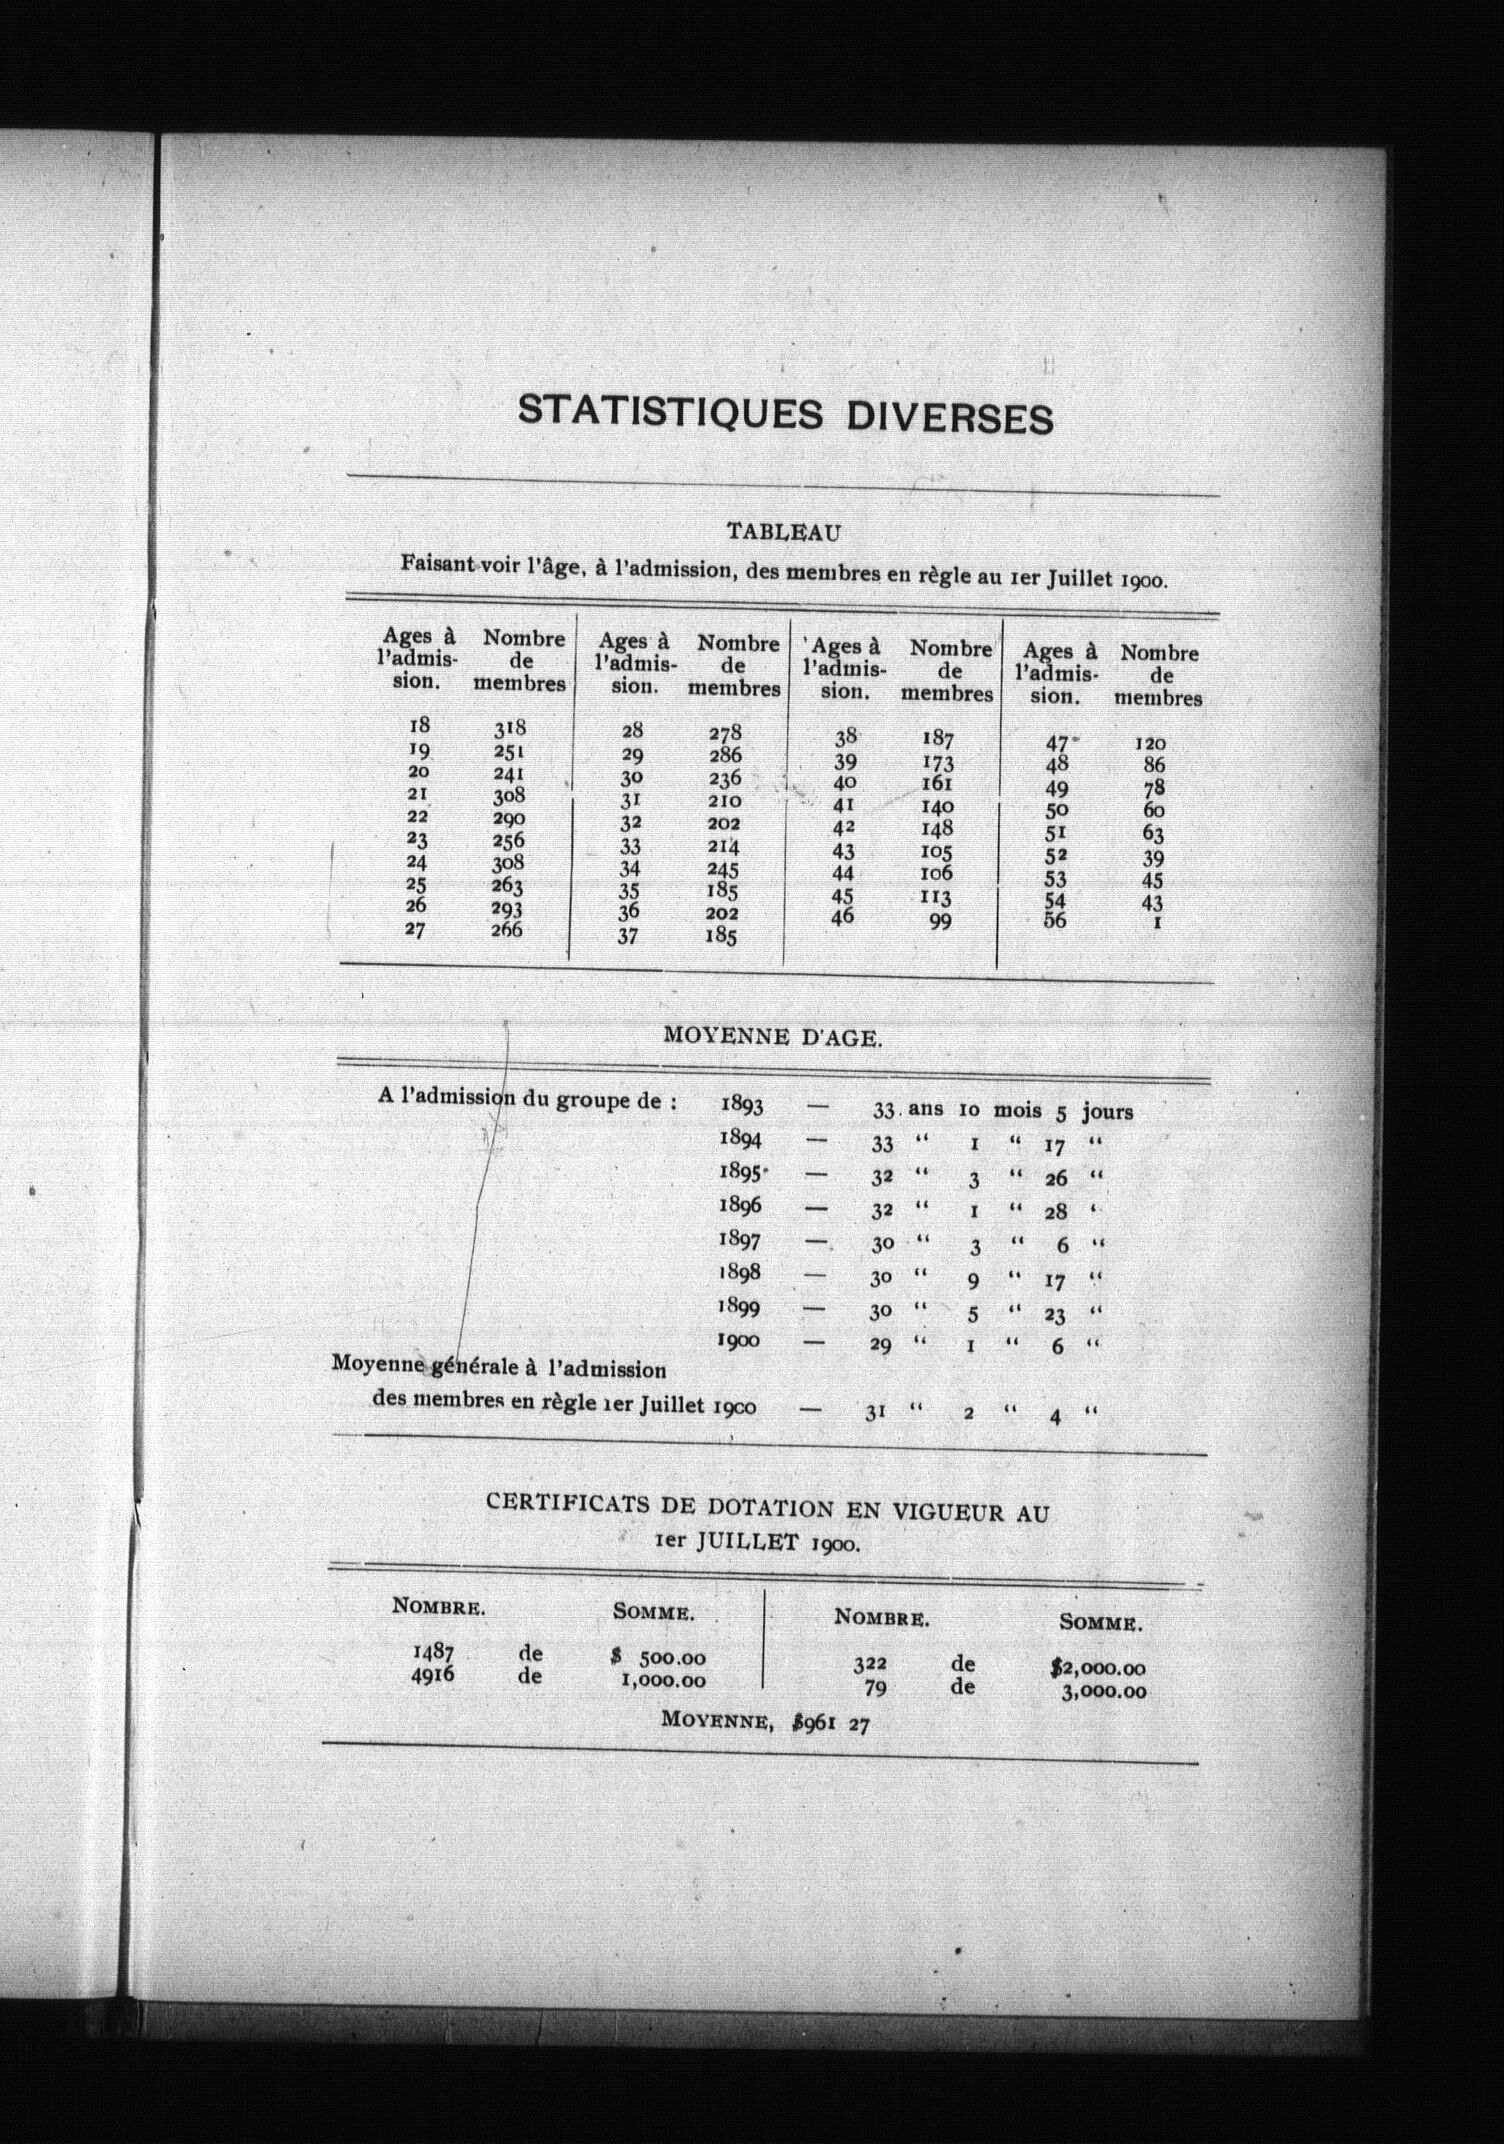 STATISTIQUES DIVERSES
TABLEAU
Faisant voir l'âge, à l'admission, des membres en règle au 1er Juillet 1900.
Ages à Nombre Ages à Nombre Ages à Nombre Ages à Nombre
l'admis- de l'admis- de l'admis- de l'admis- de
sion. membres sion. membres sion. membres sion. membres
18 318 28 278 38 187 47 120
19 251 29 286 39 173 48 86
20 241 30 236 40 161 49 78
21 308 31 210 41 140 50 60
22 290 32 202 42 148 51 63
23 256 33 214 43 105 52 39
24 308 34 245 44 106 53 45
25 263 35 185 45 113 54 43
26 293 36 202 46 99 56 1
27 266 37 185
MOYENNE D'AGE.
A l'admission du groupe de : 1893 — 33 ans 10 mois 5 jours
1894 — 33 “ 1 “ 17 “
1895 — 32 “ 3 “ 26 “
1896 — 32 “ 1 “ 28 ‘
1897 — 30 “ 3 “ 6 “
1898 — 30 “ 9 “ 17 “
1899 — 30 “ 5 “ 23 “
1900 — 29 “ 1 “ 6 “
Moyenne générale à l'admission
des membres en règle 1er Juillet 1900 — 31 “ 2 “ 4 “
CERTIFICATS DE DOTATION EN VIGUEUR AU
1er JUILLET 1900.
NOMBRE. SOMME. NOMBRE. SOMME.
1487 de $ 500.00 322 de $2,000.00
4916 de 1,000.00 79 de 3,000.00
MOYENNE, $961 27